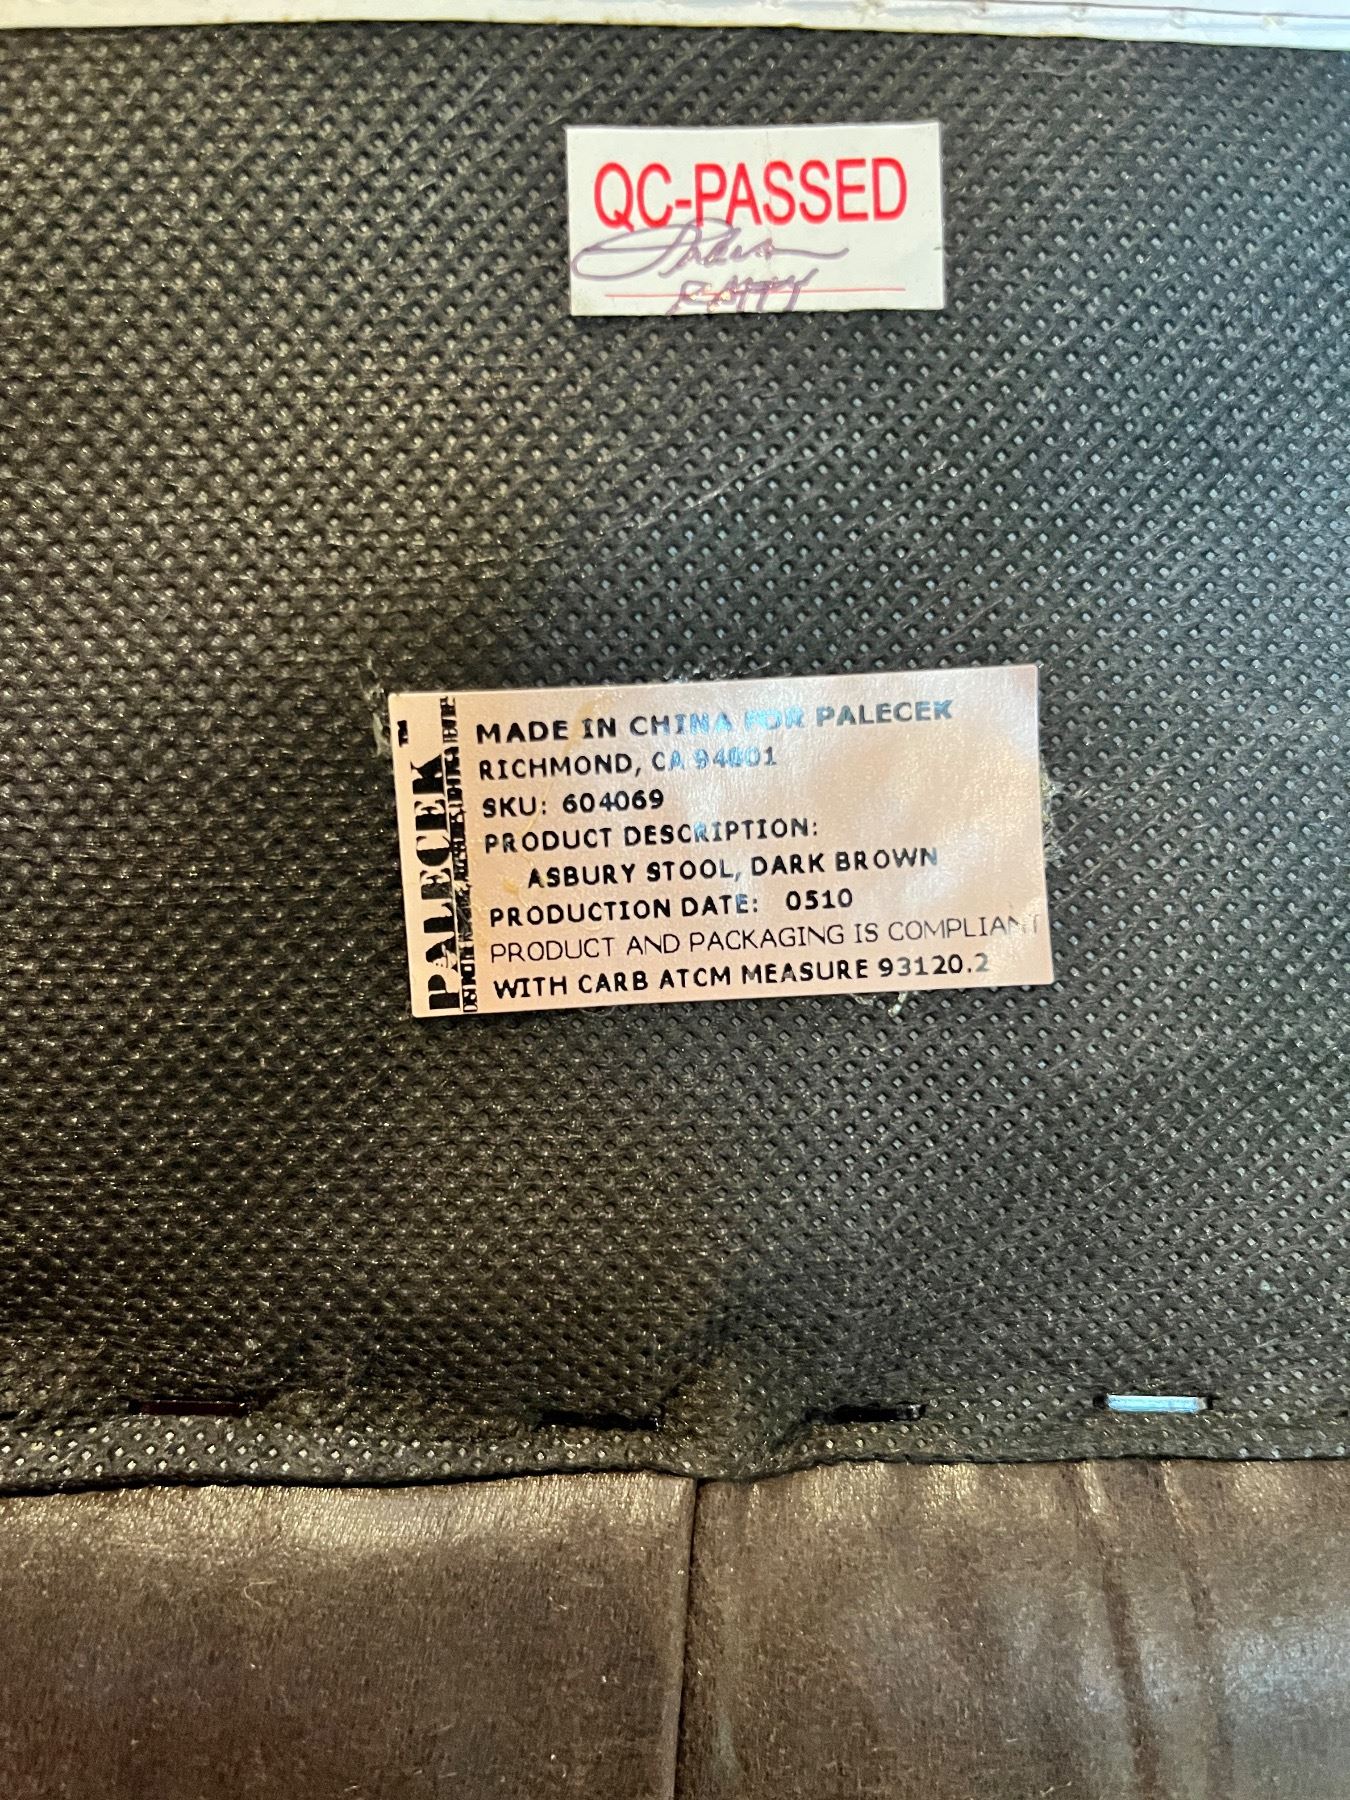 QC-PASSED
PALECEK
™
MADE IN CHINA FOR PALECEK
RICHMOND, CA 94801
SKU: 604069
PRODUCT DESCRIPTION:
ASBURY STOOL, DARK BROWN
PRODUCTION DATE: 0510
PRODUCT AND PACKAGING IS COMPLIANT
WITH CARB ATCM MEASURE 93120.2